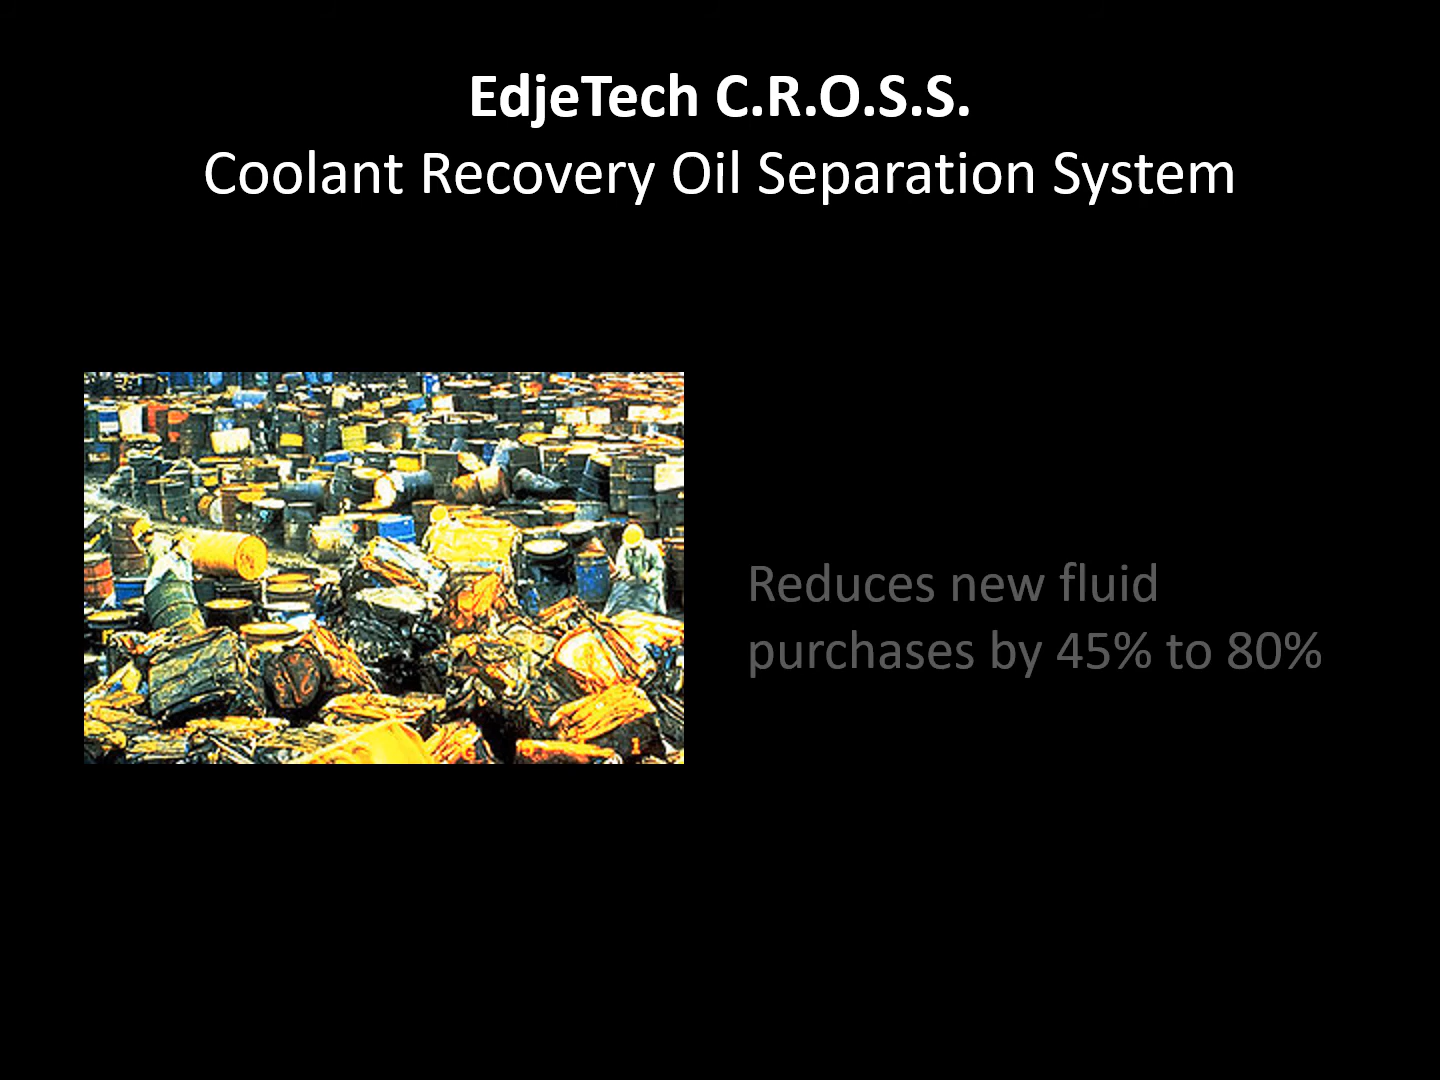 EdjeTech C.R.O.S.S.
Coolant Recovery Oil Separation System
Reduces new fluid
purchases by 45% to 80%